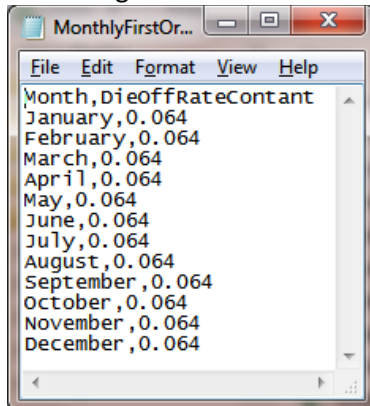 MonthlyFirstOr...
File Edit Format View Help
Month,DieOffRateContant
January,0.064
February,0.064
March,0.064
April,0.064
May,0.064
June,0.064
July,0.064
August,0.064
September,0.064
October,0.064
November,0.064
December,0.064